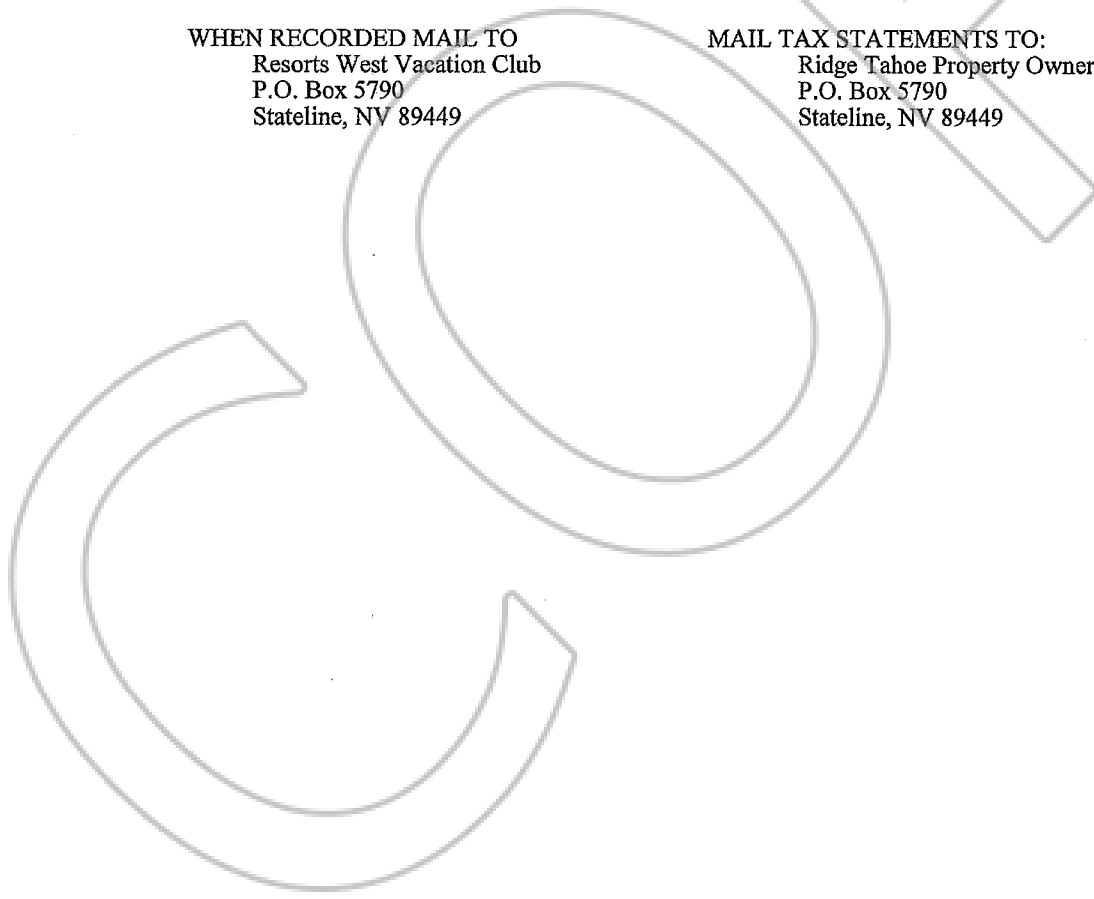 WHEN RECORDED MAIL TO
Resorts West Vacation Club
P.O. Box 5790
Stateline, NV 89449
MAIL TAX STATEMENTS TO:
Ridge Tahoe Property Owner
P.O. Box 5790
Stateline, NV 89449
CO